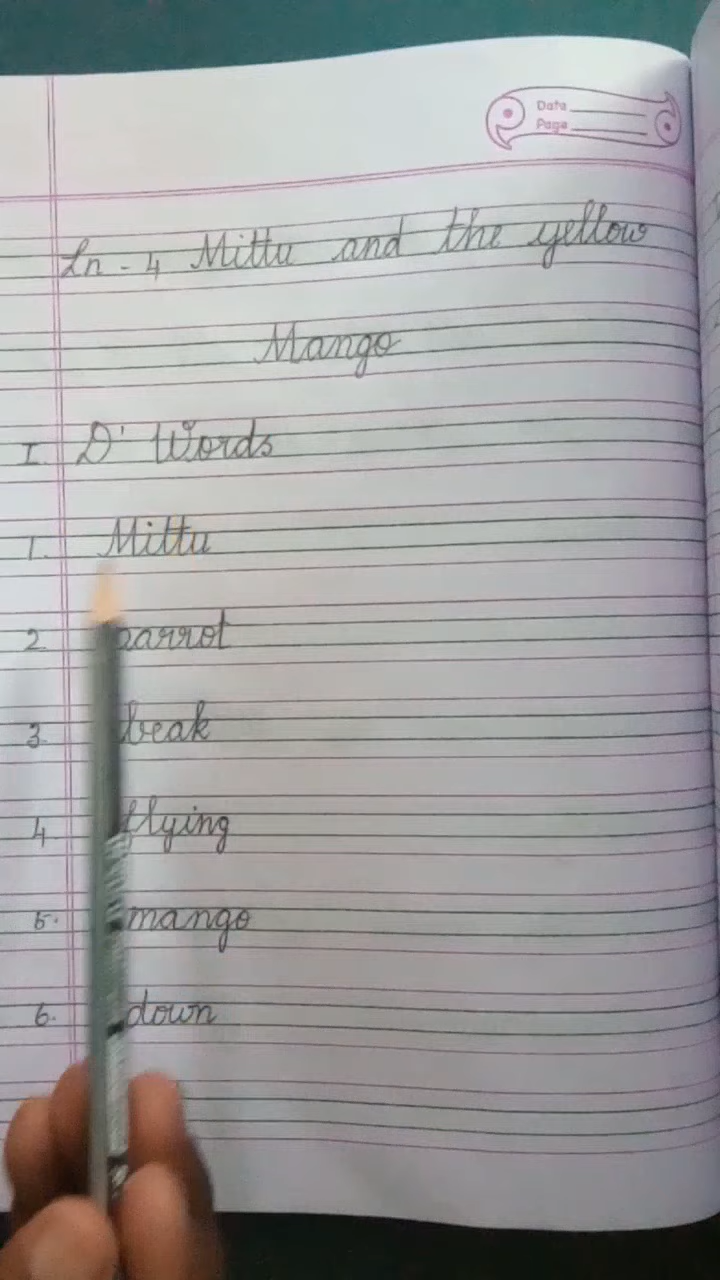 Date
Page
Ln - 4 Mittu and the yellow
Mango
I. D' Words
1. Mittu
2. parrot
3. beak
4. flying
5. mango
6. down